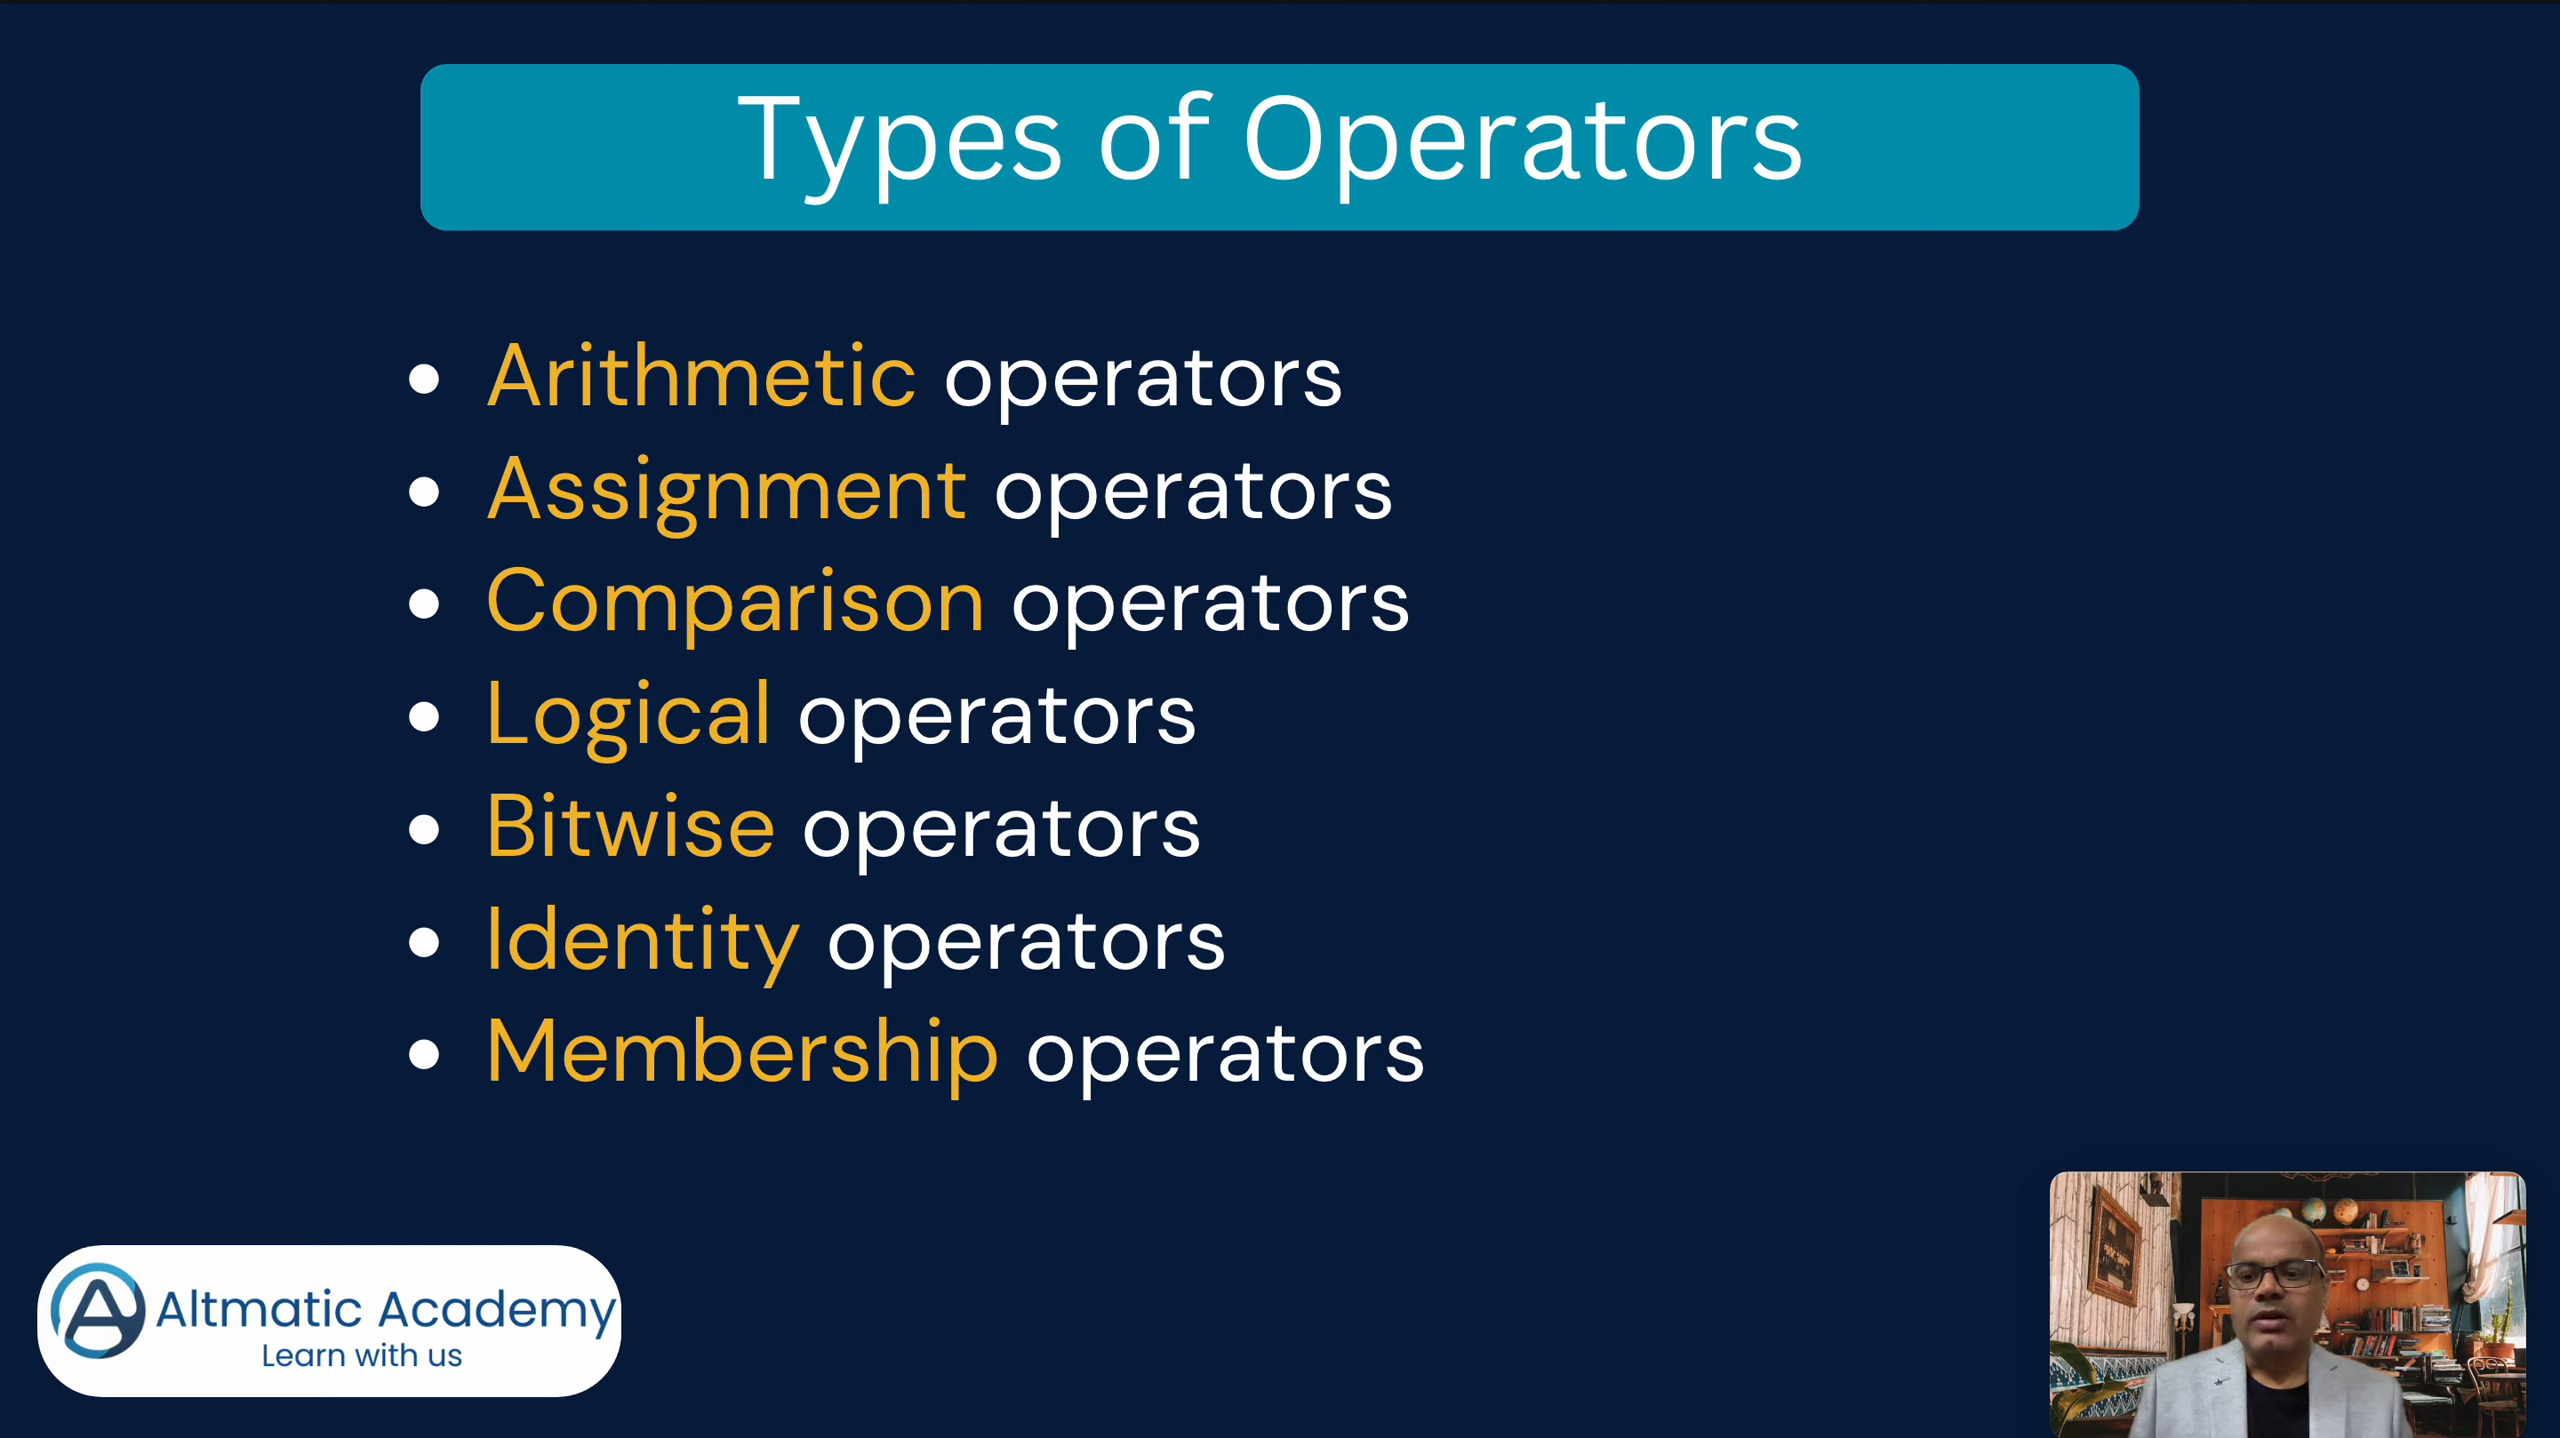 Types of Operators
Arithmetic operators
Assignment operators
Comparison operators
Logical operators
Bitwise operators
Identity operators
Membership operators
Altmatic Academy
Learn with us